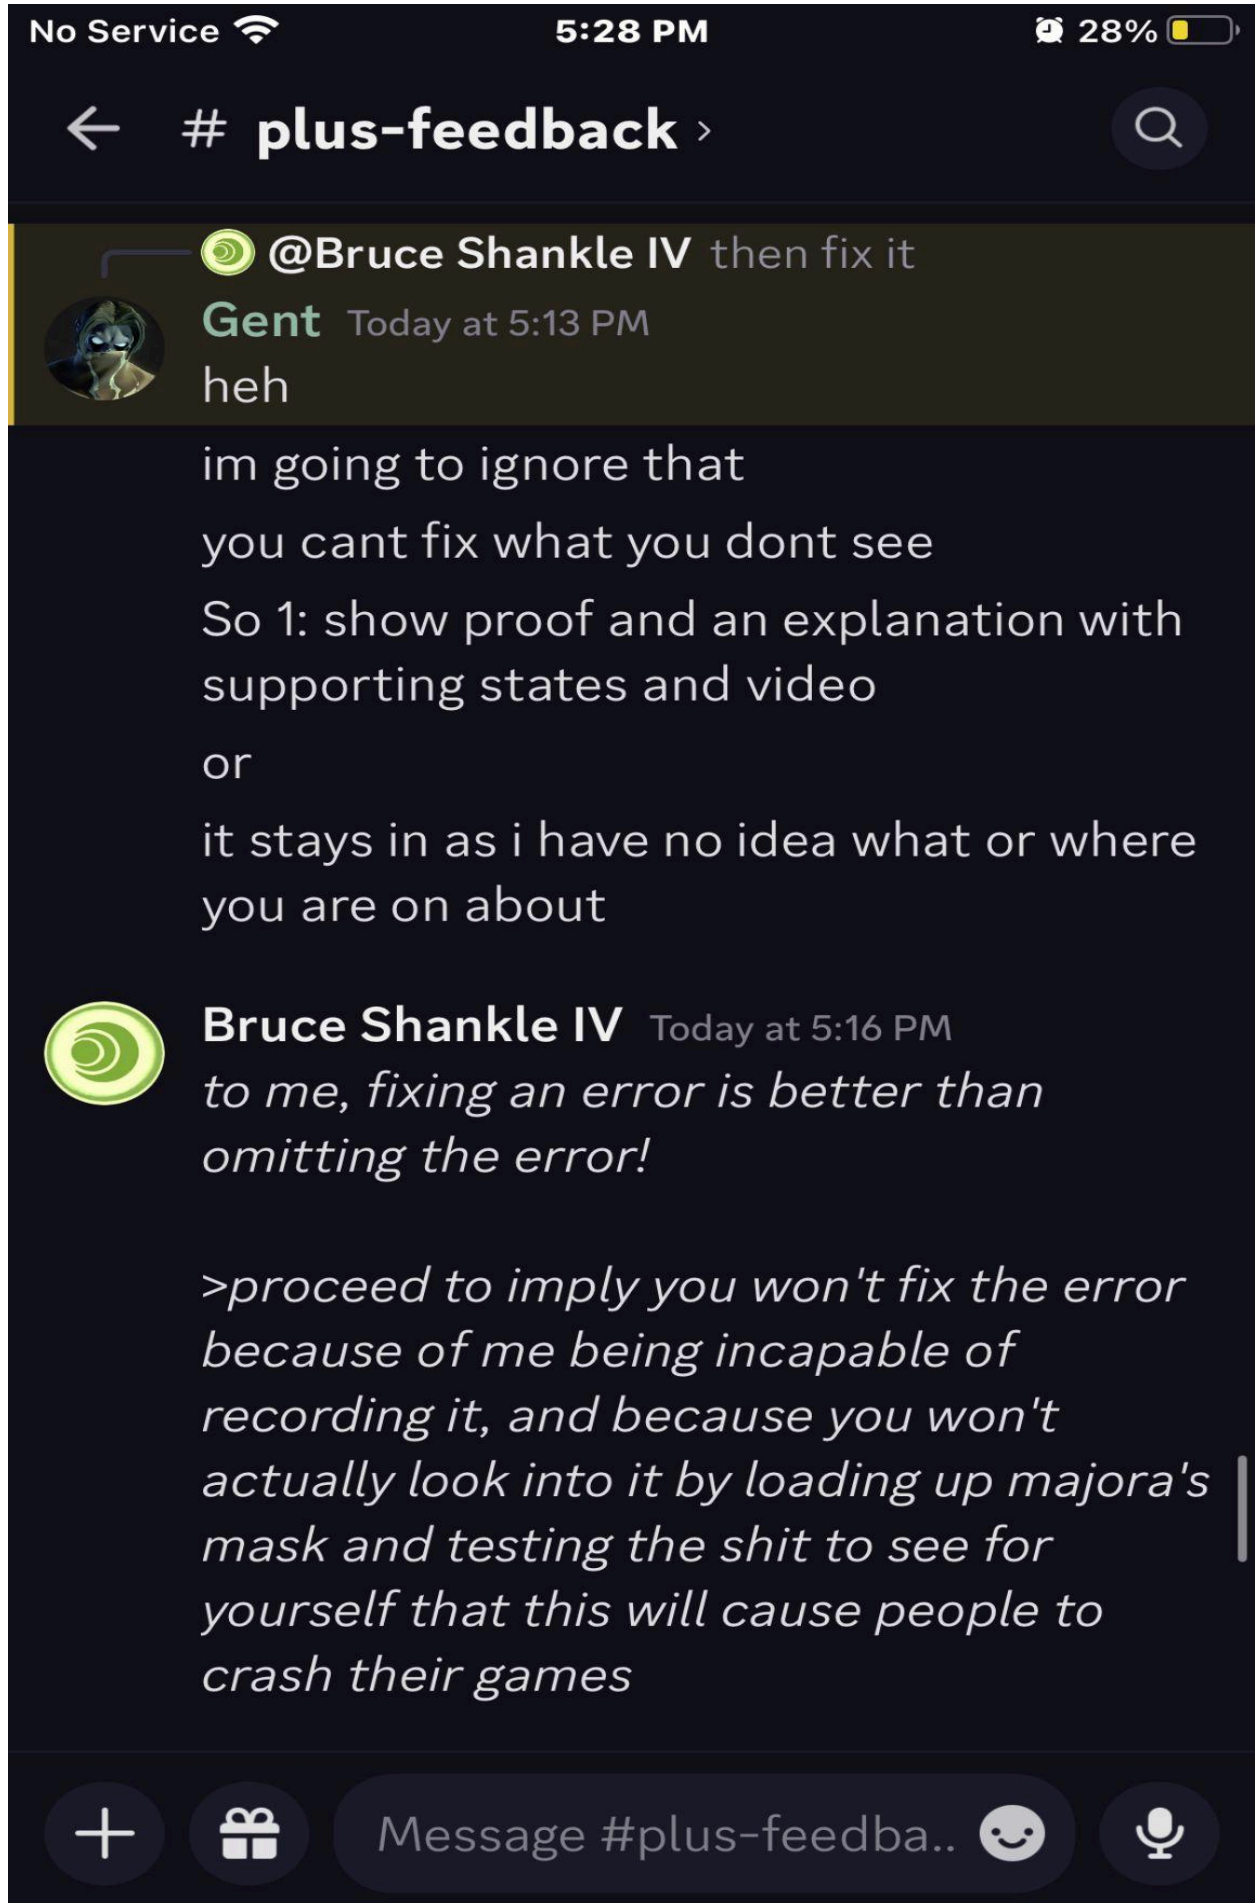 No Service
5:28 PM
28%
# plus-feedback ›
@Bruce Shankle IV then fix it
Gent Today at 5:13 PM
heh
im going to ignore that
you cant fix what you dont see
So 1: show proof and an explanation with
supporting states and video
or
it stays in as i have no idea what or where
you are on about
Bruce Shankle IV Today at 5:16 PM
to me, fixing an error is better than
omitting the error!
>proceed to imply you won't fix the error
because of me being incapable of
recording it, and because you won't
actually look into it by loading up majora's
mask and testing the shit to see for
yourself that this will cause people to
crash their games
Message #plus-feedba..